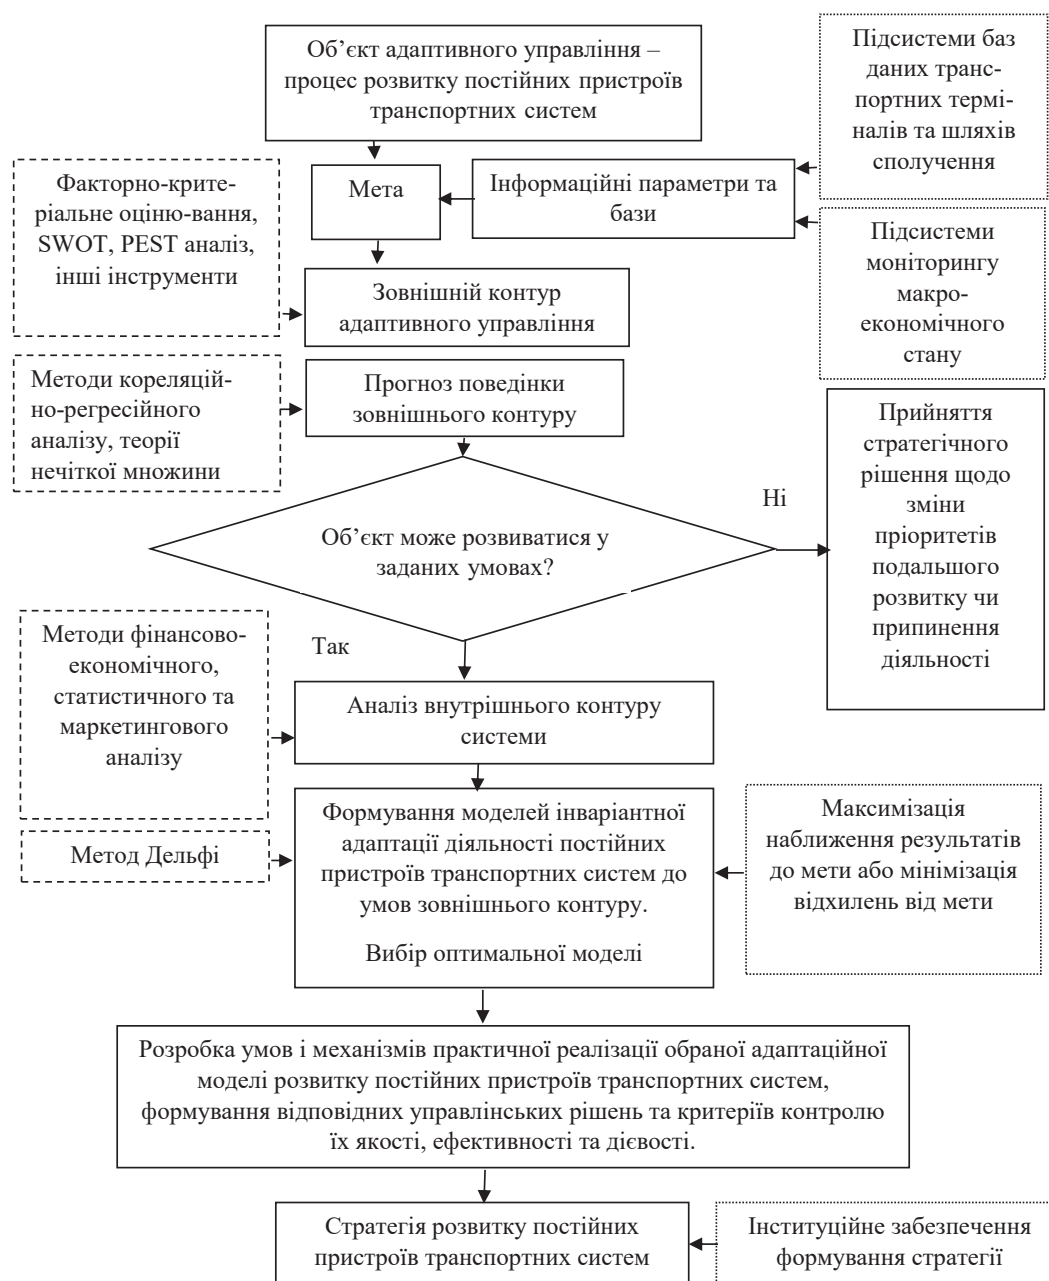 Об’єкт адаптивного управління –
процес розвитку постійних пристроїв
транспортних систем
Підсистеми баз
даних транс-
портних термі-
налів та шляхів
сполучення
Факторно-крите-
ріальне оціню-вання,
SWOT, PEST аналіз,
інші інструменти
Мета
Інформаційні параметри та
бази
Підсистеми
моніторингу
макро-
економічного
стану
Зовнішній контур
адаптивного управління
Методи кореляцій-
но-регресійного
аналізу, теорії
нечіткої множини
Прогноз поведінки
зовнішнього контуру
Прийняття
стратегічного
рішення щодо
зміни
пріоритетів
подальшого
розвитку чи
припинення
діяльності
Ні
Об’єкт може розвиватися у
заданих умовах?
Так
Методи фінансово-
економічного,
статистичного та
маркетингового
аналізу
Аналіз внутрішнього контуру
системи
Формування моделей інваріантної
адаптації діяльності постійних
пристроїв транспортних систем до
умов зовнішнього контуру.
Вибір оптимальної моделі
Метод Дельфі
Максимізація
наближення результатів
до мети або мінімізація
відхилень від мети
Розробка умов і механізмів практичної реалізації обраної адаптаційної
моделі розвитку постійних пристроїв транспортних систем,
формування відповідних управлінських рішень та критеріїв контролю
їх якості, ефективності та дієвості.
Стратегія розвитку постійних
пристроїв транспортних систем
Інституційне забезпечення
формування стратегії